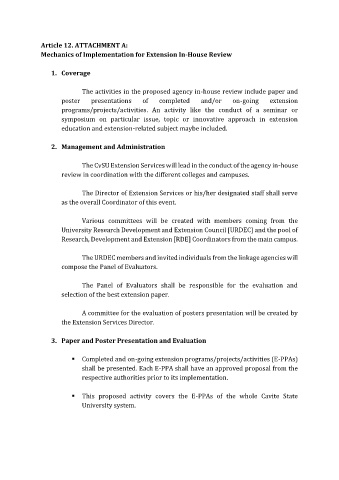 Article 12. ATTACHMENT A:
Mechanics of Implementation for Extension In-House Review
1. Coverage
The activities in the proposed agency in-house review include paper and
poster presentations of completed and/or on-going extension
programs/projects/activities. An activity like the conduct of a seminar or
symposium on particular issue, topic or innovative approach in extension
education and extension-related subject maybe included.
2. Management and Administration
The CvSU Extension Services will lead in the conduct of the agency in-house
review in coordination with the different colleges and campuses.
The Director of Extension Services or his/her designated staff shall serve
as the overall Coordinator of this event.
Various committees will be created with members coming from the
University Research Development and Extension Council (URDEC) and the pool of
Research, Development and Extension [RDE] Coordinators from the main campus.
The URDEC members and invited individuals from the linkage agencies will
compose the Panel of Evaluators.
The Panel of Evaluators shall be responsible for the evaluation and
selection of the best extension paper.
A committee for the evaluation of posters presentation will be created by
the Extension Services Director.
3. Paper and Poster Presentation and Evaluation
▪ Completed and on-going extension programs/projects/activities (E-PPAs)
shall be presented. Each E-PPA shall have an approved proposal from the
respective authorities prior to its implementation.
▪ This proposed activity covers the E-PPAs of the whole Cavite State
University system.